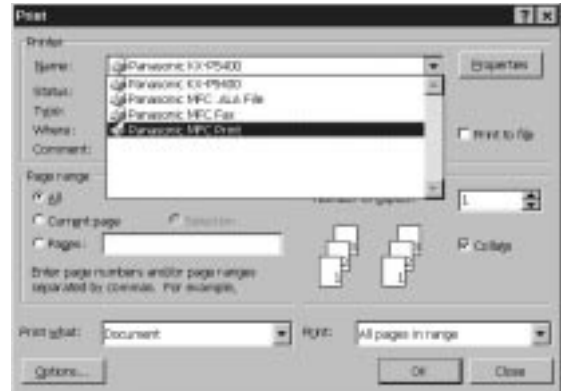 Print
Printer
Name: Panasonic KX-P5400 Properties
Panasonic KX-P5400
Status: Panasonic MFC File
Type: Panasonic MFC Fax
Where: Panasonic MFC Print Print to file
Comment:
Page range
All 1
Current page Selection
Pages: Collate
Enter page numbers and/or page ranges
separated by commas. For example,
Print what: Document Print: All pages in range
Options... OK Close